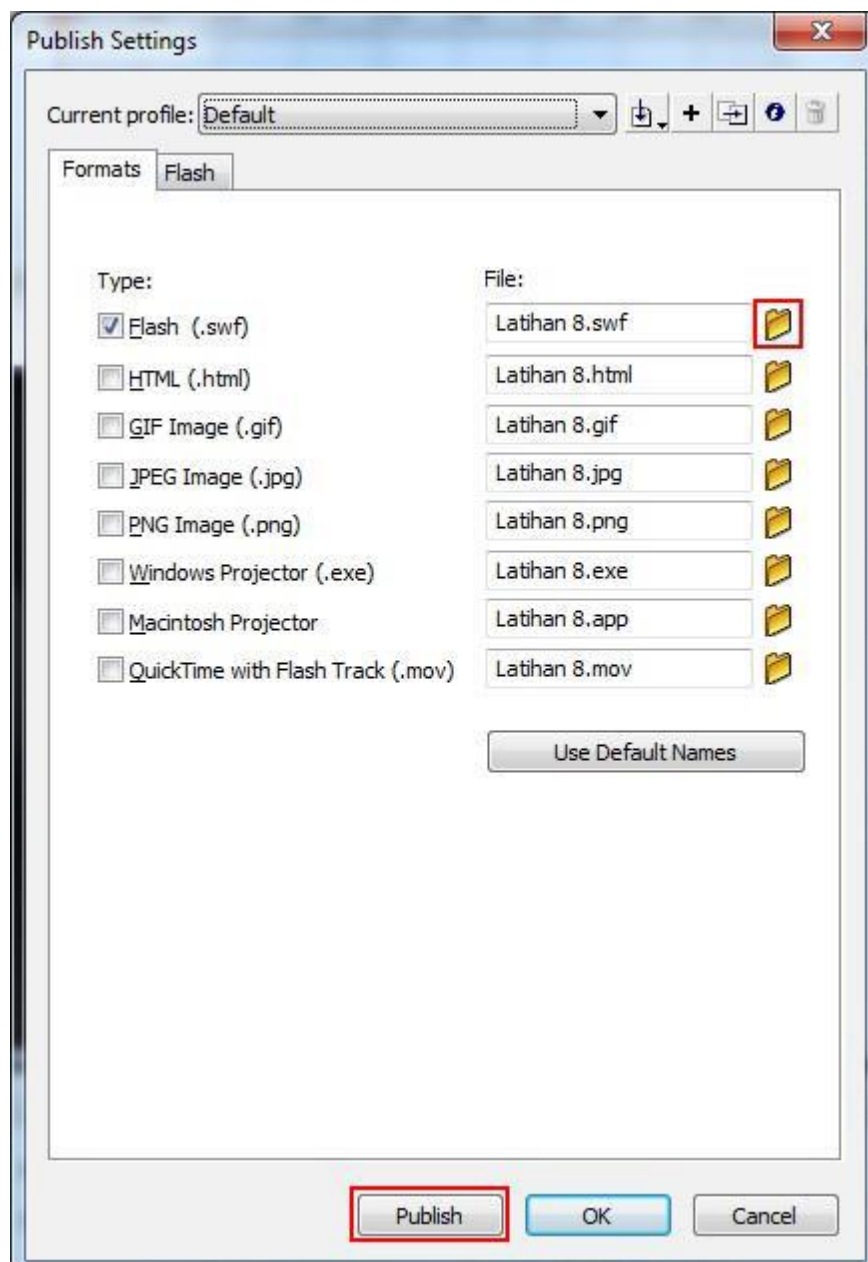 Publish Settings
Current profile: Default
Formats Flash
Type: File:
Flash (.swf) Latihan 8.swf
HTML (.html) Latihan 8.html
GIF Image (.gif) Latihan 8.gif
JPEG Image (.jpg) Latihan 8.jpg
PNG Image (.png) Latihan 8.png
Windows Projector (.exe) Latihan 8.exe
Macintosh Projector Latihan 8.app
QuickTime with Flash Track (.mov) Latihan 8.mov
Use Default Names
Publish OK Cancel